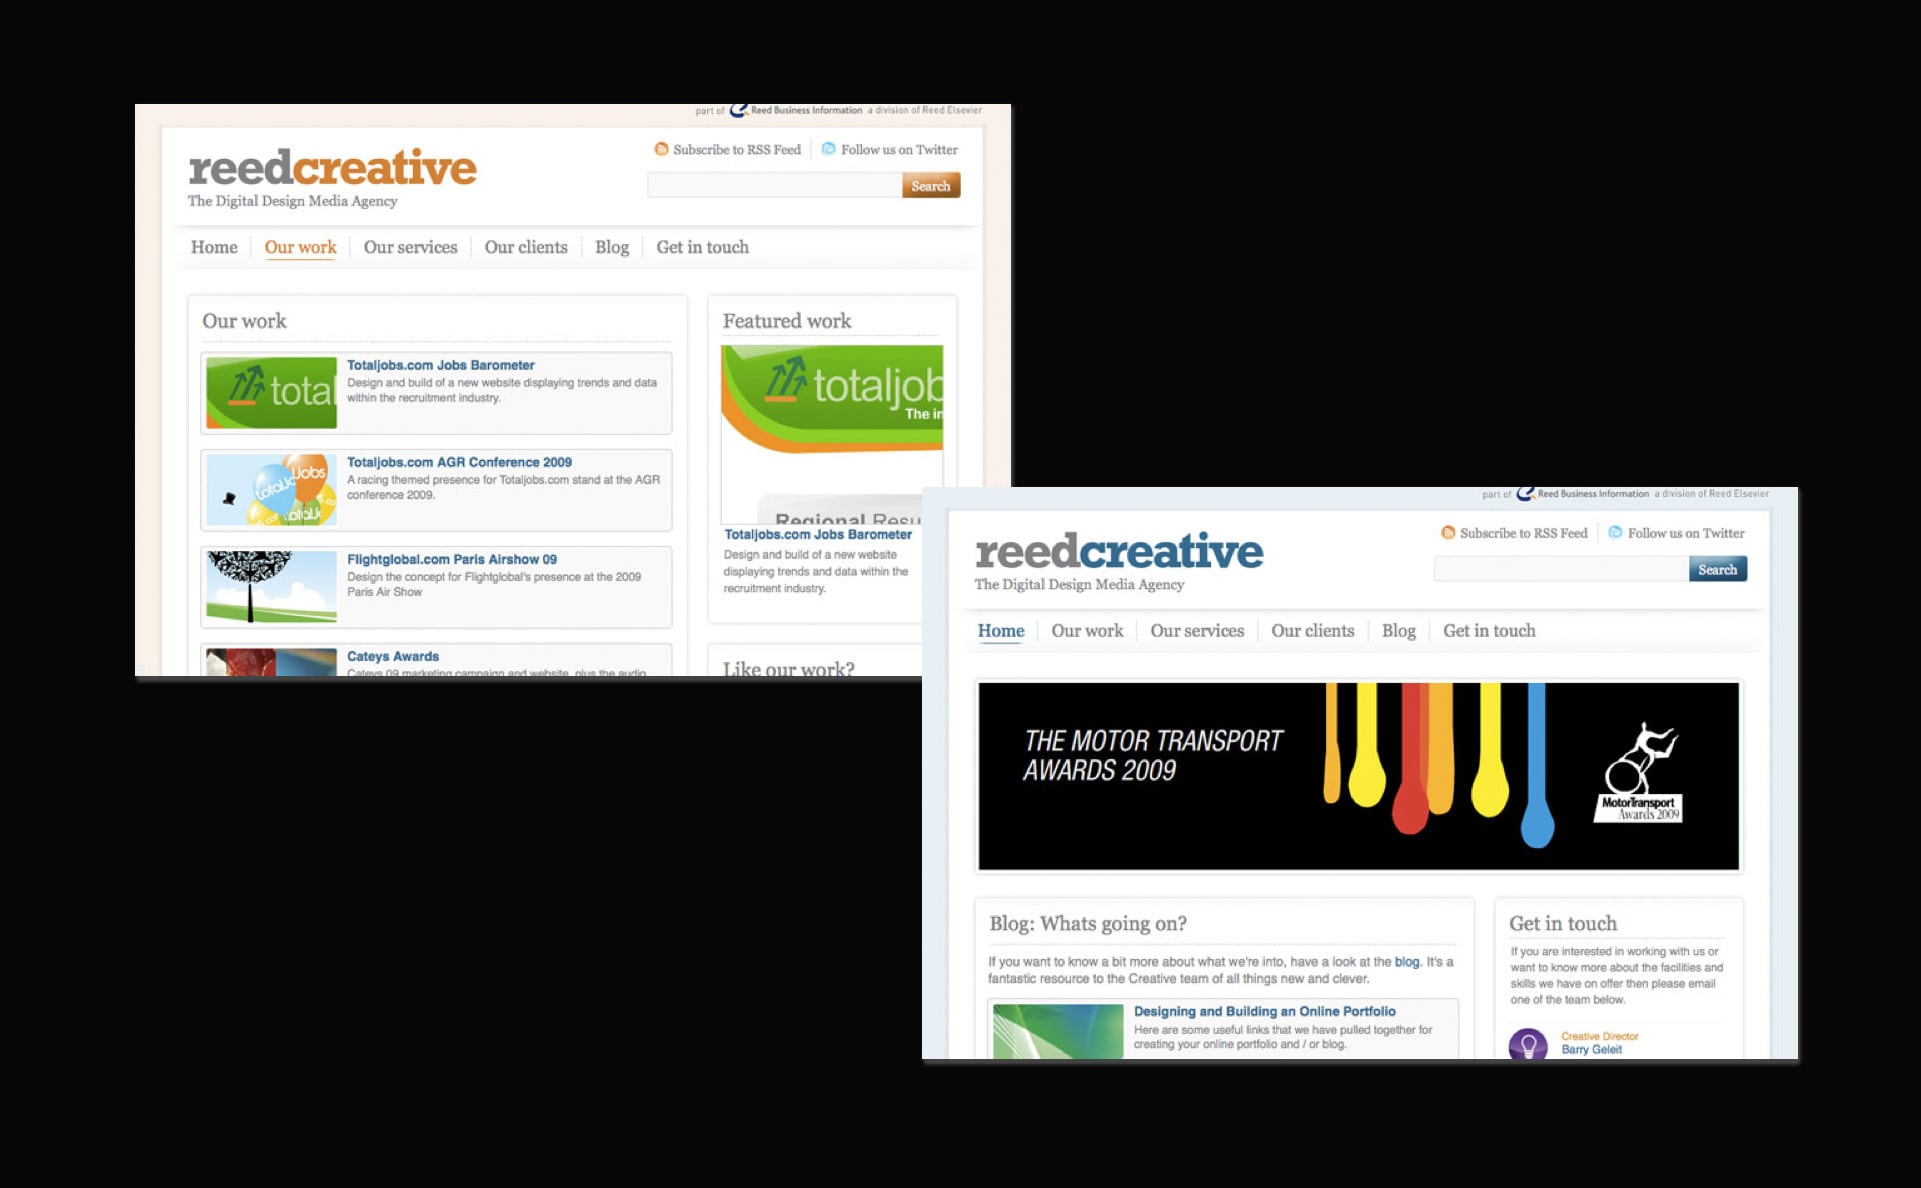 part of Reed Business Information a division of Reed Elsevier
Subscribe to RSS Feed Follow us on Twitter
reedcreative
The Digital Design Media Agency
Search
Home Our work Our services Our clients Blog Get in touch
Our work
total
Totaljobs.com Jobs Barometer
Design and build of a new website displaying trends and data
within the recruitment industry.
totalJobs
totalJ
Totaljobs.com AGR Conference 2009
A racing themed presence for Totaljobs.com stand at the AGR
conference 2009.
Flightglobal.com Paris Airshow 09
Design the concept for Flightglobal's presence at the 2009
Paris Air Show
Cateys Awards
Cateys 09 marketing campaign and website, plus the audio
Featured work
totaljob
The in
Regional Resu
Totaljobs.com Jobs Barometer
Design and build of a new website
displaying trends and data within the
recruitment industry.
Like our work?
part of Reed Business Information a division of Reed Elsevier
Subscribe to RSS Feed Follow us on Twitter
reedcreative
The Digital Design Media Agency
Search
Home Our work Our services Our clients Blog Get in touch
THE MOTOR TRANSPORT
AWARDS 2009
MotorTransport
Awards 2009
Blog: Whats going on?
If you want to know a bit more about what we're into, have a look at the blog. It's a
fantastic resource to the Creative team of all things new and clever.
Designing and Building an Online Portfolio
Here are some useful links that we have pulled together for
creating your online portfolio and / or blog.
Get in touch
If you are interested in working with us or
want to know more about the facilities and
skills we have on offer then please email
one of the team below.
Creative Director
Barry Geleit